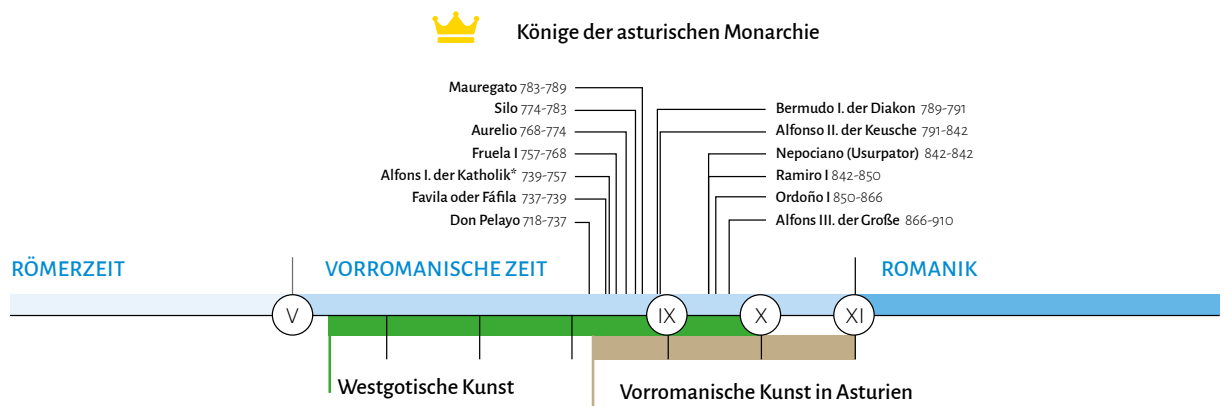 Könige der asturischen Monarchie
Mauregato 783-789
Silo 774-783
Aurelio 768-774
Fruela I 757-768
Alfons I. der Katholik* 739-757
Favila oder Fáfila 737-739
Don Pelayo 718-737
Bermudo I. der Diakon 789-791
Alfonso II. der Keusche 791-842
Nepociano (Usurpator) 842-842
Ramiro I 842-850
Ordoño I 850-866
Alfons III. der Große 866-910
RÖMERZEIT
VORROMANISCHE ZEIT
ROMANIK
V
IX
X
XI
Westgotische Kunst
Vorromanische Kunst in Asturien